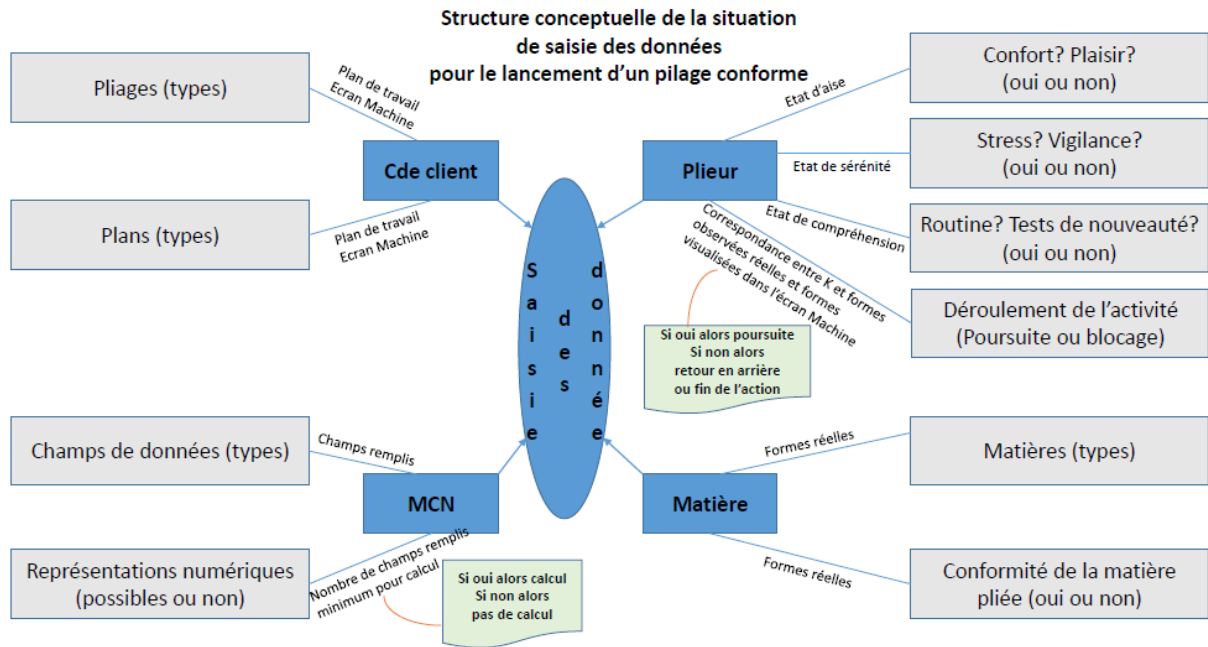 Structure conceptuelle de la situation
de saisie des données
pour le lancement d'un pilage conforme
Pliages (types)
Plan de travail
Ecran Machine
Cde client
Plans (types)
Plan de travail
Ecran Machine
Plieur
Etat d'aise
Confort? Plaisir?
(oui ou non)
Etat de sérénité
Stress? Vigilance?
(oui ou non)
Etat de compréhension
Routine? Tests de nouveauté?
(oui ou non)
Correspondance entre K et formes
observées réelles et formes
visualisées dans l'écran Machine
Déroulement de l'activité
(Poursuite ou blocage)
Si oui alors poursuite
Si non alors
retour en arrière
ou fin de l'action
Saisie
des
donnée
Champs de données (types)
Champs remplis
MCN
Représentations numériques
(possibles ou non)
Nombre de champs remplis
minimum pour calcul
Si oui alors calcul
Si non alors
pas de calcul
Matière
Formes réelles
Matières (types)
Formes réelles
Conformité de la matière
pliée (oui ou non)